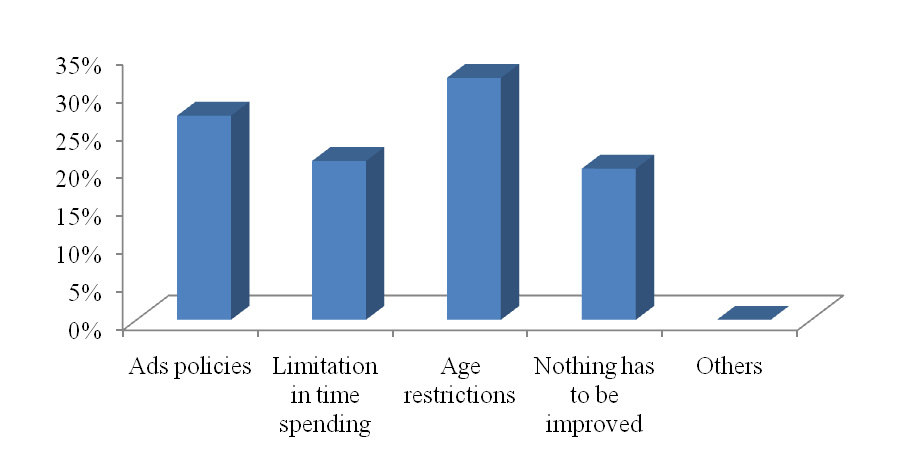 35%
30%
25%
20%
15%
10%
5%
0%
Ads policies
Limitation
in time
spending
Age
restrictions
Nothing has
to be
improved
Others